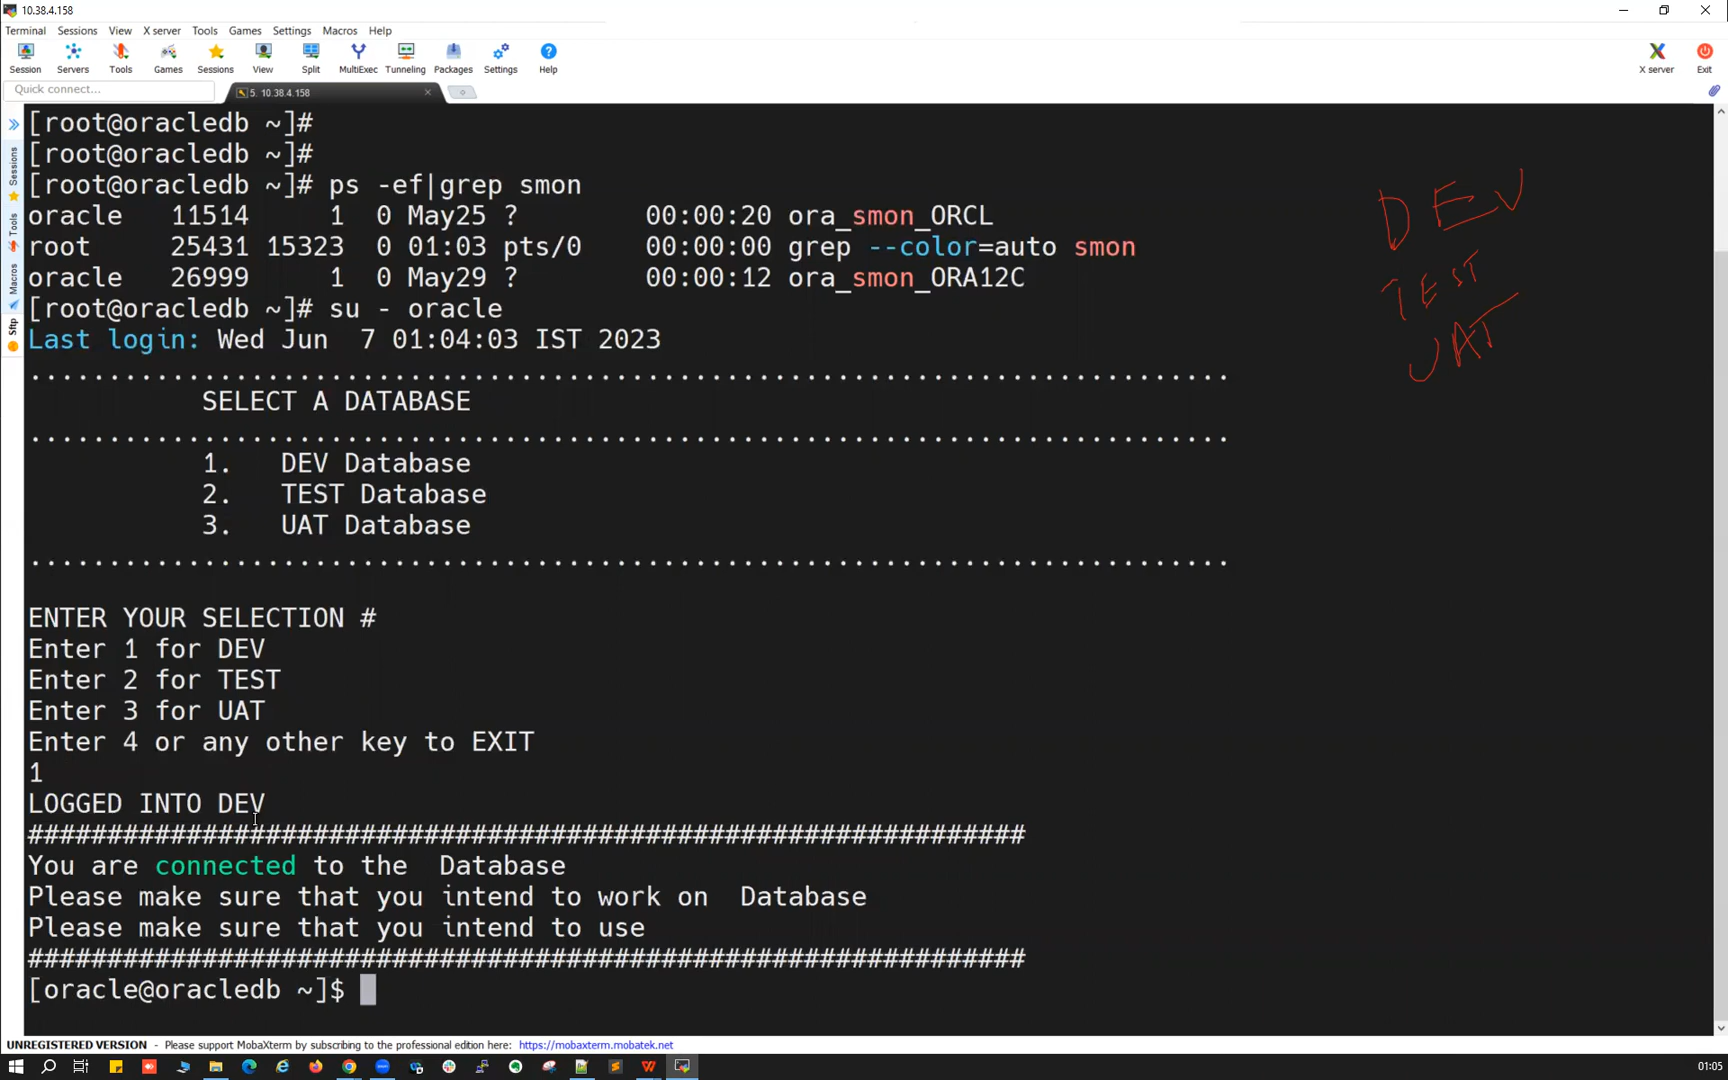 10.38.4.158
Terminal Sessions View X server Tools Games Settings Macros Help
Session Servers Tools Games Sessions View Split MultiExec Tunneling Packages Settings Help X server Exit
Quick connect...
5. 10.38.4.158
Sessions
Tools
Macros
Sftp
[root@oracledb ~]#
[root@oracledb ~]#
[root@oracledb ~]# ps -ef|grep smon
oracle 11514 1 0 May25 ? 00:00:20 ora_smon_ORCL
root 25431 15323 0 01:03 pts/0 00:00:00 grep --color=auto smon
oracle 26999 1 0 May29 ? 00:00:12 ora_smon_ORA12C
[root@oracledb ~]# su - oracle
Last login: Wed Jun 7 01:04:03 IST 2023
............................................................................
SELECT A DATABASE
............................................................................
1. DEV Database
2. TEST Database
3. UAT Database
............................................................................
ENTER YOUR SELECTION #
Enter 1 for DEV
Enter 2 for TEST
Enter 3 for UAT
Enter 4 or any other key to EXIT
1
LOGGED INTO DEV
###############################################################
You are connected to the Database
Please make sure that you intend to work on Database
Please make sure that you intend to use
###############################################################
[oracle@oracledb ~]$
DEV
TEST
UAT
UNREGISTERED VERSION - Please support MobaXterm by subscribing to the professional edition here: https://mobaxterm.mobatek.net
01:05